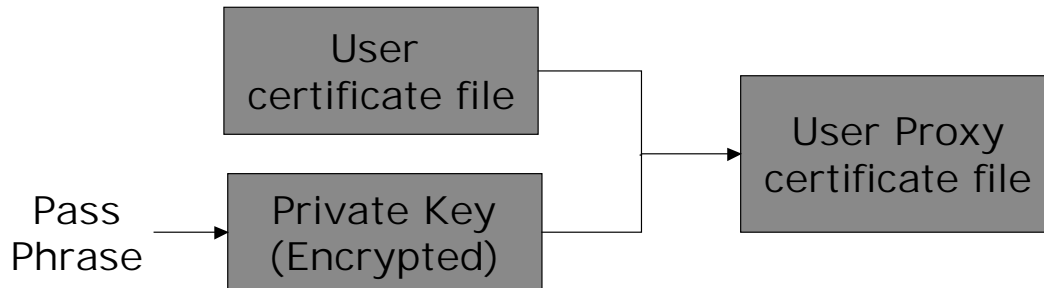 User
certificate file
User Proxy
certificate file
Pass
Phrase
Private Key
(Encrypted)